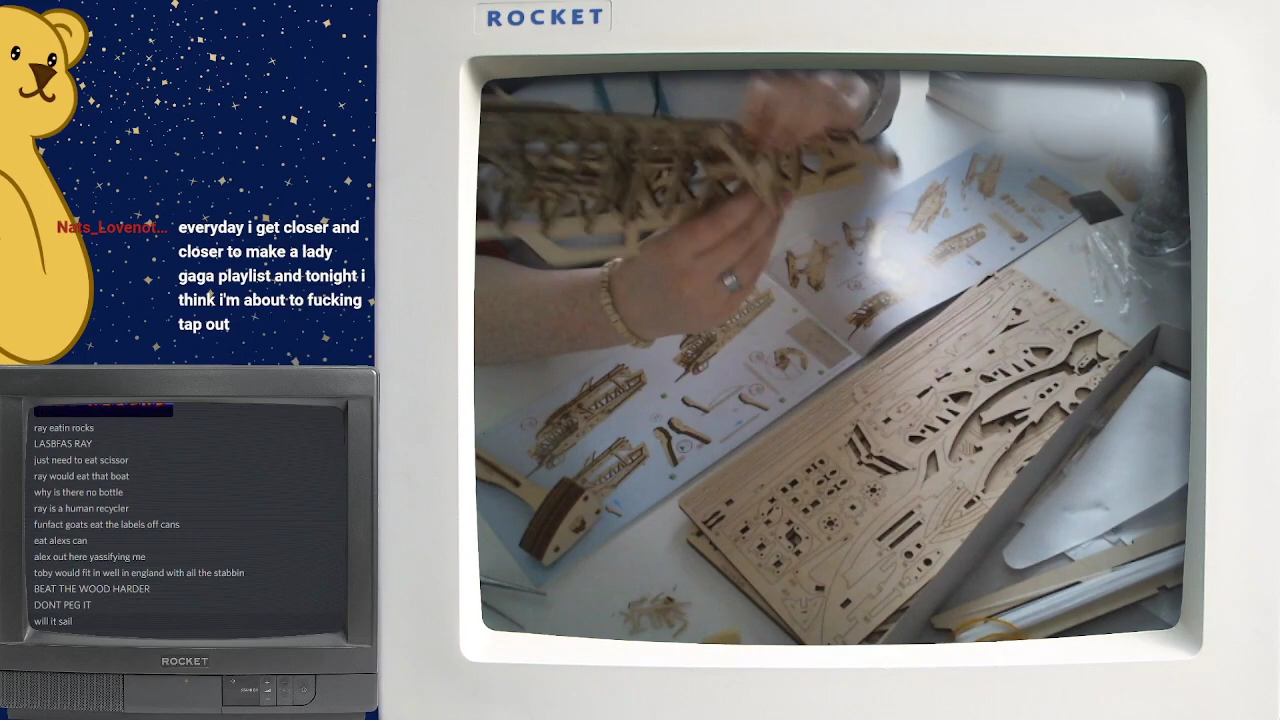 ROCKET
Nats_Lovenot...
everyday i get closer and
closer to make a lady
gaga playlist and tonight i
think i'm about to fucking
tap out
ray eatin rocks
LASBFAS RAY
just need to eat scissor
ray would eat that boat
why is there no bottle
ray is a human recycler
funfact goats eat the labels off cans
eat alexs can
alex out here yassifying me
toby would fit in well in england with all the stabbin
BEAT THE WOOD HARDER
DONT PEG IT
will it sail
ROCKET